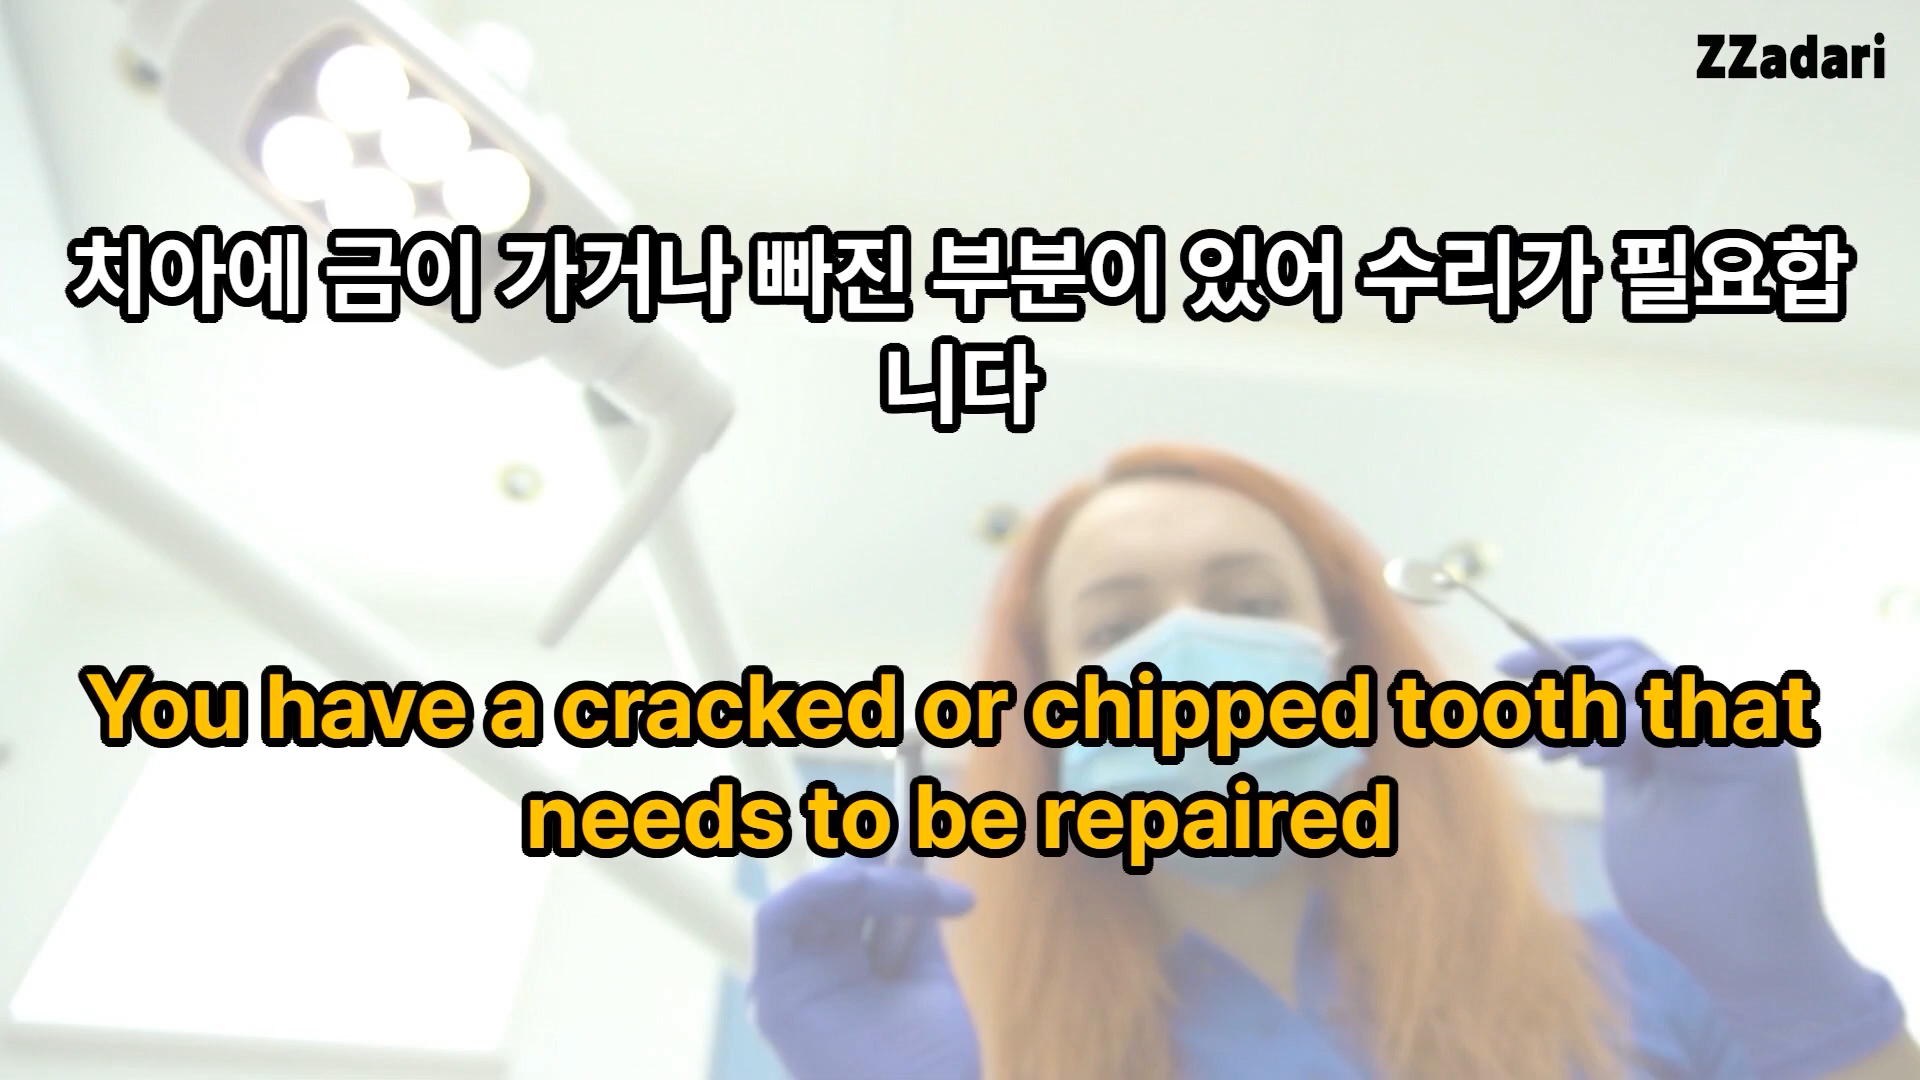 ZZadari
치아에 금이 가거나 빠진 부분이 있어 수리가 필요합
니다
You have a cracked or chipped tooth that
needs to be repaired